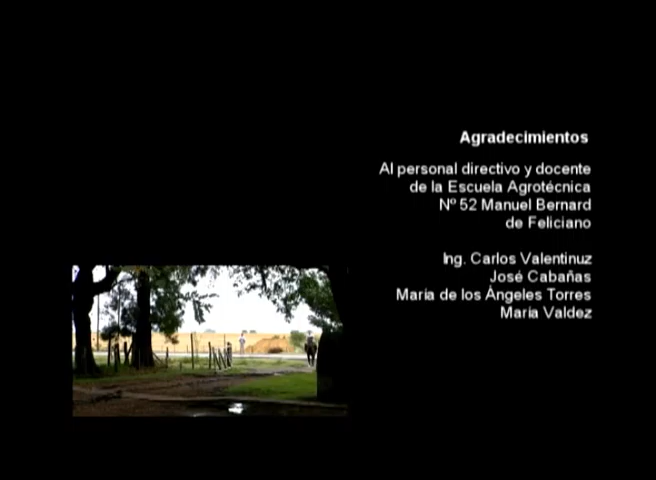 Agradecimientos
Al personal directivo y docente
de la Escuela Agrotécnica
Nº 52 Manuel Bernard
de Feliciano
Ing. Carlos Valentinuz
José Cabañas
María de los Ángeles Torres
María Valdez